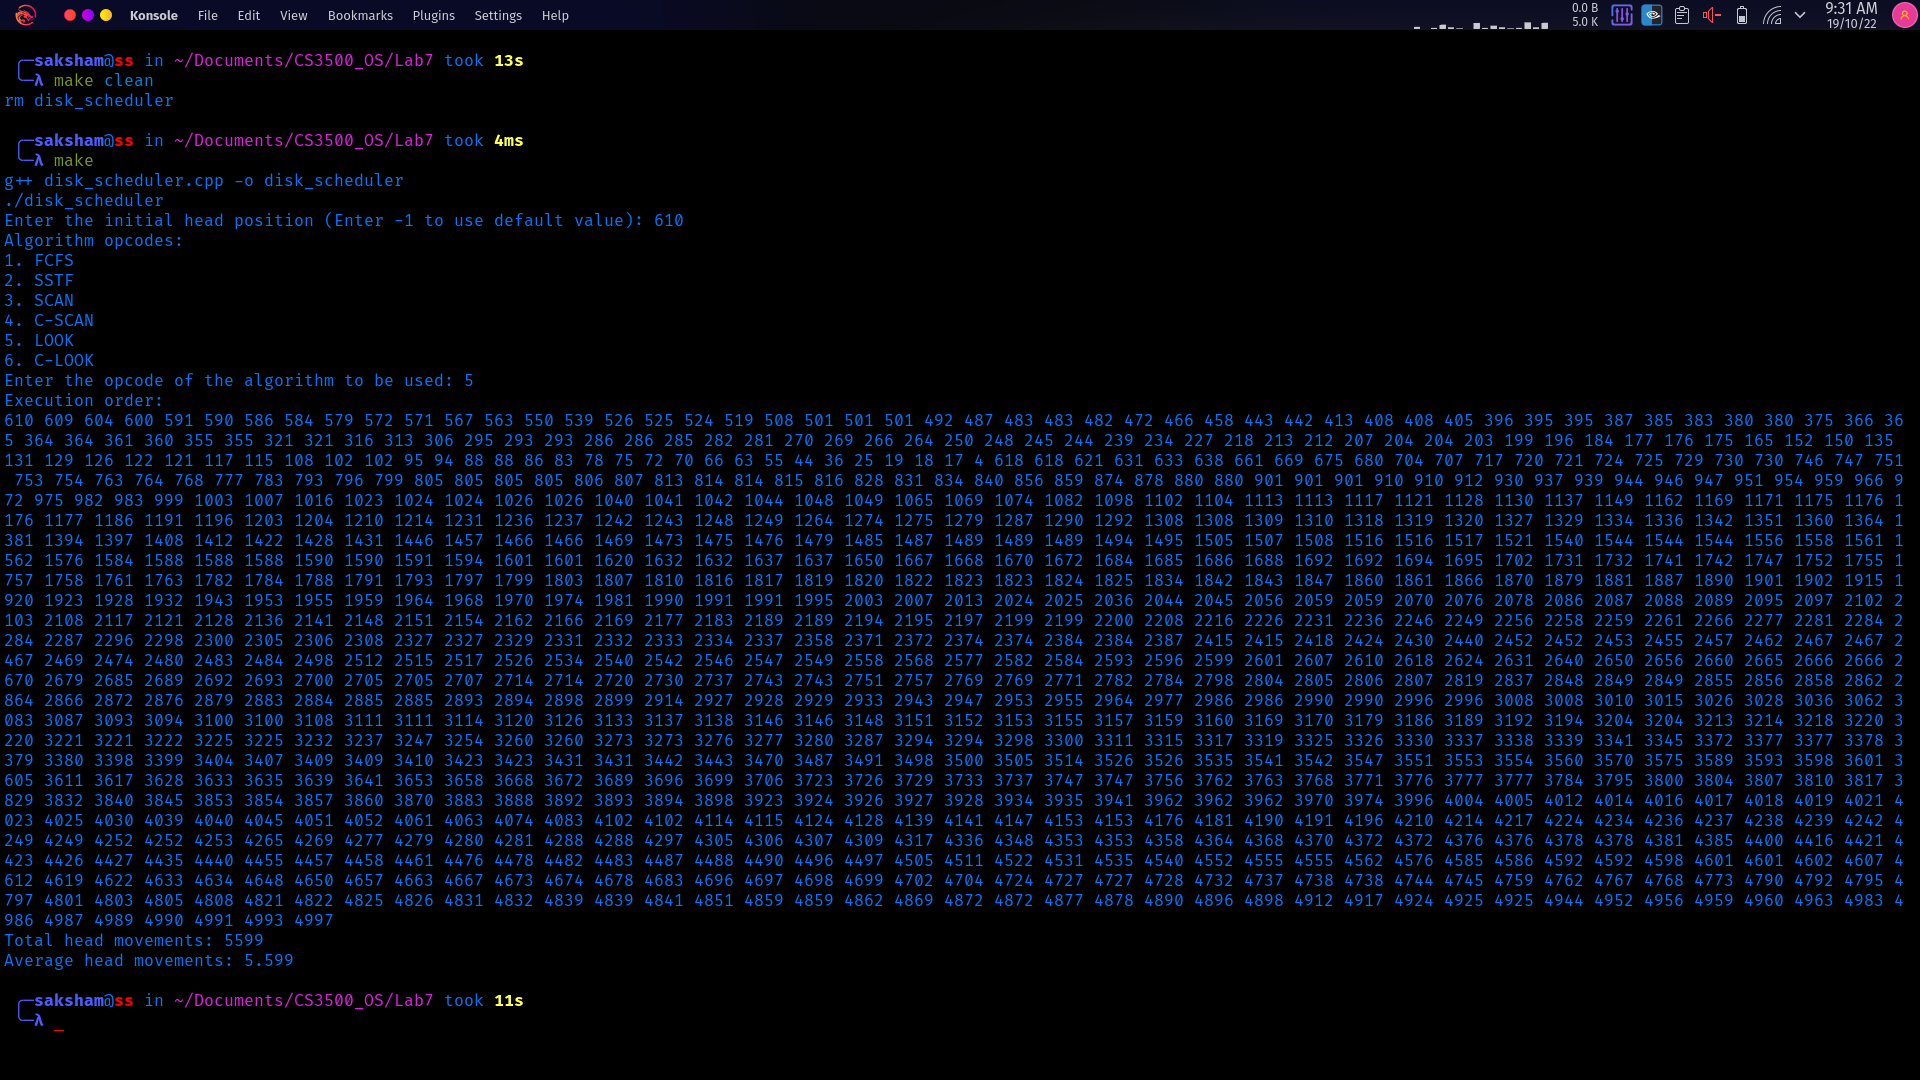 Konsole File Edit View Bookmarks Plugins Settings Help 0.0 B 5.0 K 9:31 AM 19/10/22
saksham@ss in ~/Documents/CS3500_OS/Lab7 took 13s
λ make clean
rm disk_scheduler
saksham@ss in ~/Documents/CS3500_OS/Lab7 took 4ms
λ make
g++ disk_scheduler.cpp -o disk_scheduler
./disk_scheduler
Enter the initial head position (Enter -1 to use default value): 610
Algorithm opcodes:
1. FCFS
2. SSTF
3. SCAN
4. C-SCAN
5. LOOK
6. C-LOOK
Enter the opcode of the algorithm to be used: 5
Execution order:
610 609 604 600 591 590 586 584 579 572 571 567 563 550 539 526 525 524 519 508 501 501 501 492 487 483 483 482 472 466 458 443 442 413 408 408 405 396 395 395 387 385 383 380 380 375 366 36
5 364 364 361 360 355 355 321 321 316 313 306 295 293 293 286 286 285 282 281 270 269 266 264 250 248 245 244 239 234 227 218 213 212 207 204 204 203 199 196 184 177 176 175 165 152 150 135
131 129 126 122 121 117 115 108 102 102 95 94 88 88 86 83 78 75 72 70 66 63 55 44 36 25 19 18 17 4 618 618 621 631 633 638 661 669 675 680 704 707 717 720 721 724 725 729 730 730 746 747 751
753 754 763 764 768 777 783 793 796 799 805 805 805 805 806 807 813 814 814 815 816 828 831 834 840 856 859 874 878 880 880 901 901 901 910 910 912 930 937 939 944 946 947 951 954 959 966 9
72 975 982 983 999 1003 1007 1016 1023 1024 1024 1026 1026 1040 1041 1042 1044 1048 1049 1065 1069 1074 1082 1098 1102 1104 1113 1113 1117 1121 1128 1130 1137 1149 1162 1169 1171 1175 1176 1
176 1177 1186 1191 1196 1203 1204 1210 1214 1231 1236 1237 1242 1243 1248 1249 1264 1274 1275 1279 1287 1290 1292 1308 1308 1309 1310 1318 1319 1320 1327 1329 1334 1336 1342 1351 1360 1364 1
381 1394 1397 1408 1412 1422 1428 1431 1446 1457 1466 1466 1469 1473 1475 1476 1479 1485 1487 1489 1489 1489 1494 1495 1505 1507 1508 1516 1516 1517 1521 1540 1544 1544 1544 1556 1558 1561 1
562 1576 1584 1588 1588 1588 1590 1590 1591 1594 1601 1601 1620 1632 1632 1637 1637 1650 1667 1668 1670 1672 1684 1685 1686 1688 1692 1692 1694 1695 1702 1731 1732 1741 1742 1747 1752 1755 1
757 1758 1761 1763 1782 1784 1788 1791 1793 1797 1799 1803 1807 1810 1816 1817 1819 1820 1822 1823 1823 1824 1825 1834 1842 1843 1847 1860 1861 1866 1870 1879 1881 1887 1890 1901 1902 1915 1
920 1923 1928 1932 1943 1953 1955 1959 1964 1968 1970 1974 1981 1990 1991 1991 1995 2003 2007 2013 2024 2025 2036 2044 2045 2056 2059 2059 2070 2076 2078 2086 2087 2088 2089 2095 2097 2102 2
103 2108 2117 2121 2128 2136 2141 2148 2151 2154 2162 2166 2169 2177 2183 2189 2189 2194 2195 2197 2199 2199 2200 2208 2216 2226 2231 2236 2246 2249 2256 2258 2259 2261 2266 2277 2281 2284 2
284 2287 2296 2298 2300 2305 2306 2308 2327 2327 2329 2331 2332 2333 2334 2337 2358 2371 2372 2374 2374 2384 2384 2387 2415 2415 2418 2424 2430 2440 2452 2452 2453 2455 2457 2462 2467 2467 2
467 2469 2474 2480 2483 2484 2498 2512 2515 2517 2526 2534 2540 2542 2546 2547 2549 2558 2568 2577 2582 2584 2593 2596 2599 2601 2607 2610 2618 2624 2631 2640 2650 2656 2660 2665 2666 2666 2
670 2679 2685 2689 2692 2693 2700 2705 2705 2707 2714 2714 2720 2730 2737 2743 2743 2751 2757 2769 2769 2771 2782 2784 2798 2804 2805 2806 2807 2819 2837 2848 2849 2849 2855 2856 2858 2862 2
864 2866 2872 2876 2879 2883 2884 2885 2885 2893 2894 2898 2899 2914 2927 2928 2929 2933 2943 2947 2953 2955 2964 2977 2986 2986 2990 2990 2996 2996 3008 3008 3010 3015 3026 3028 3036 3062 3
083 3087 3093 3094 3100 3100 3108 3111 3111 3114 3120 3126 3133 3137 3138 3146 3146 3148 3151 3152 3153 3155 3157 3159 3160 3169 3170 3179 3186 3189 3192 3194 3204 3204 3213 3214 3218 3220 3
220 3221 3221 3222 3225 3225 3232 3237 3247 3254 3260 3260 3273 3273 3276 3277 3280 3287 3294 3294 3298 3300 3311 3315 3317 3319 3325 3326 3330 3337 3338 3339 3341 3345 3372 3377 3377 3378 3
379 3380 3398 3399 3404 3407 3409 3409 3410 3423 3423 3431 3431 3442 3443 3470 3487 3491 3498 3500 3505 3514 3526 3526 3535 3541 3542 3547 3551 3553 3554 3560 3570 3575 3589 3593 3598 3601 3
605 3611 3617 3628 3633 3635 3639 3641 3653 3658 3668 3672 3689 3696 3699 3706 3723 3726 3729 3733 3737 3747 3747 3756 3762 3763 3768 3771 3776 3777 3777 3784 3795 3800 3804 3807 3810 3817 3
829 3832 3840 3845 3853 3854 3857 3860 3870 3883 3888 3892 3893 3894 3898 3923 3924 3926 3927 3928 3934 3935 3941 3962 3962 3962 3970 3974 3996 4004 4005 4012 4014 4016 4017 4018 4019 4021 4
023 4025 4030 4039 4040 4045 4051 4052 4061 4063 4074 4083 4102 4102 4114 4115 4124 4128 4139 4141 4147 4153 4153 4176 4181 4190 4191 4196 4210 4214 4217 4224 4234 4236 4237 4238 4239 4242 4
249 4249 4252 4252 4253 4265 4269 4277 4279 4280 4281 4288 4288 4297 4305 4306 4307 4309 4317 4336 4348 4353 4353 4358 4364 4368 4370 4372 4372 4376 4376 4378 4378 4381 4385 4400 4416 4421 4
423 4426 4427 4435 4440 4455 4457 4458 4461 4476 4478 4482 4483 4487 4488 4490 4496 4497 4505 4511 4522 4531 4535 4540 4552 4555 4555 4562 4576 4585 4586 4592 4592 4598 4601 4601 4602 4607 4
612 4619 4622 4633 4634 4648 4650 4657 4663 4667 4673 4674 4678 4683 4696 4697 4698 4699 4702 4704 4724 4727 4727 4728 4732 4737 4738 4738 4744 4745 4759 4762 4767 4768 4773 4790 4792 4795 4
797 4801 4803 4805 4808 4821 4822 4825 4826 4831 4832 4839 4839 4841 4851 4859 4859 4862 4869 4872 4872 4877 4878 4890 4896 4898 4912 4917 4924 4925 4925 4944 4952 4956 4959 4960 4963 4983 4
986 4987 4989 4990 4991 4993 4997
Total head movements: 5599
Average head movements: 5.599
saksham@ss in ~/Documents/CS3500_OS/Lab7 took 11s
λ _